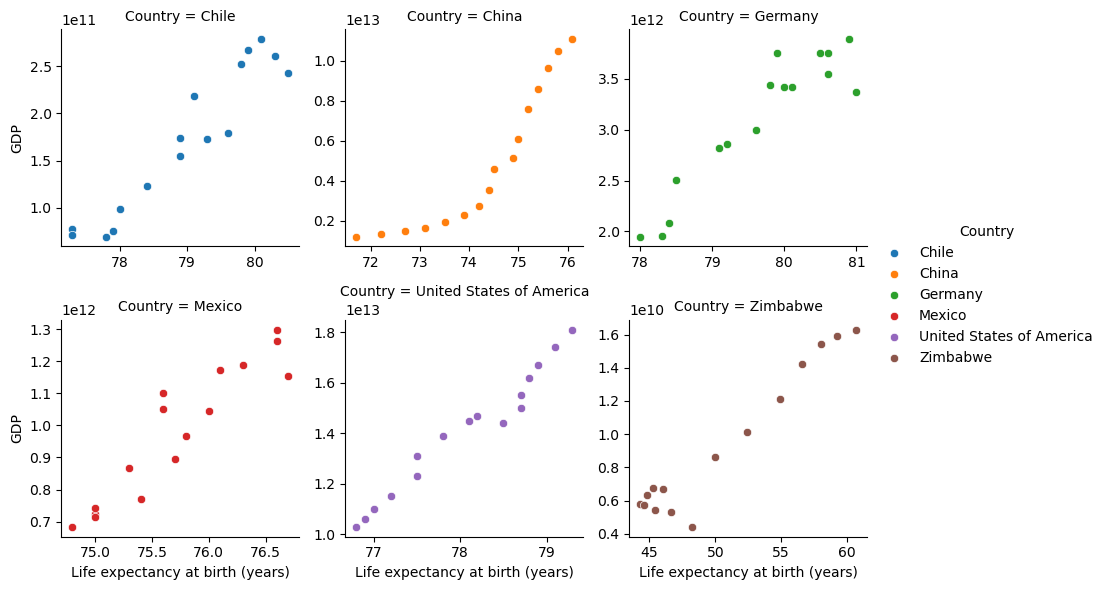 Country = Chile
1e11
2.5
2.0
1.5
1.0
GDP
78 79 80
Country = China
1e13
1.0
0.8
0.6
0.4
0.2
72 73 74 75 76
Country = Germany
1e12
3.5
3.0
2.5
2.0
78 79 80 81
Country = Mexico
1e12
1.3
1.2
1.1
1.0
0.9
0.8
0.7
GDP
75.0 75.5 76.0 76.5
Life expectancy at birth (years)
Country = United States of America
1e13
1.8
1.6
1.4
1.2
1.0
77 78 79
Life expectancy at birth (years)
Country = Zimbabwe
1e10
1.6
1.4
1.2
1.0
0.8
0.6
0.4
45 50 55 60
Life expectancy at birth (years)
Country
Chile
China
Germany
Mexico
United States of America
Zimbabwe